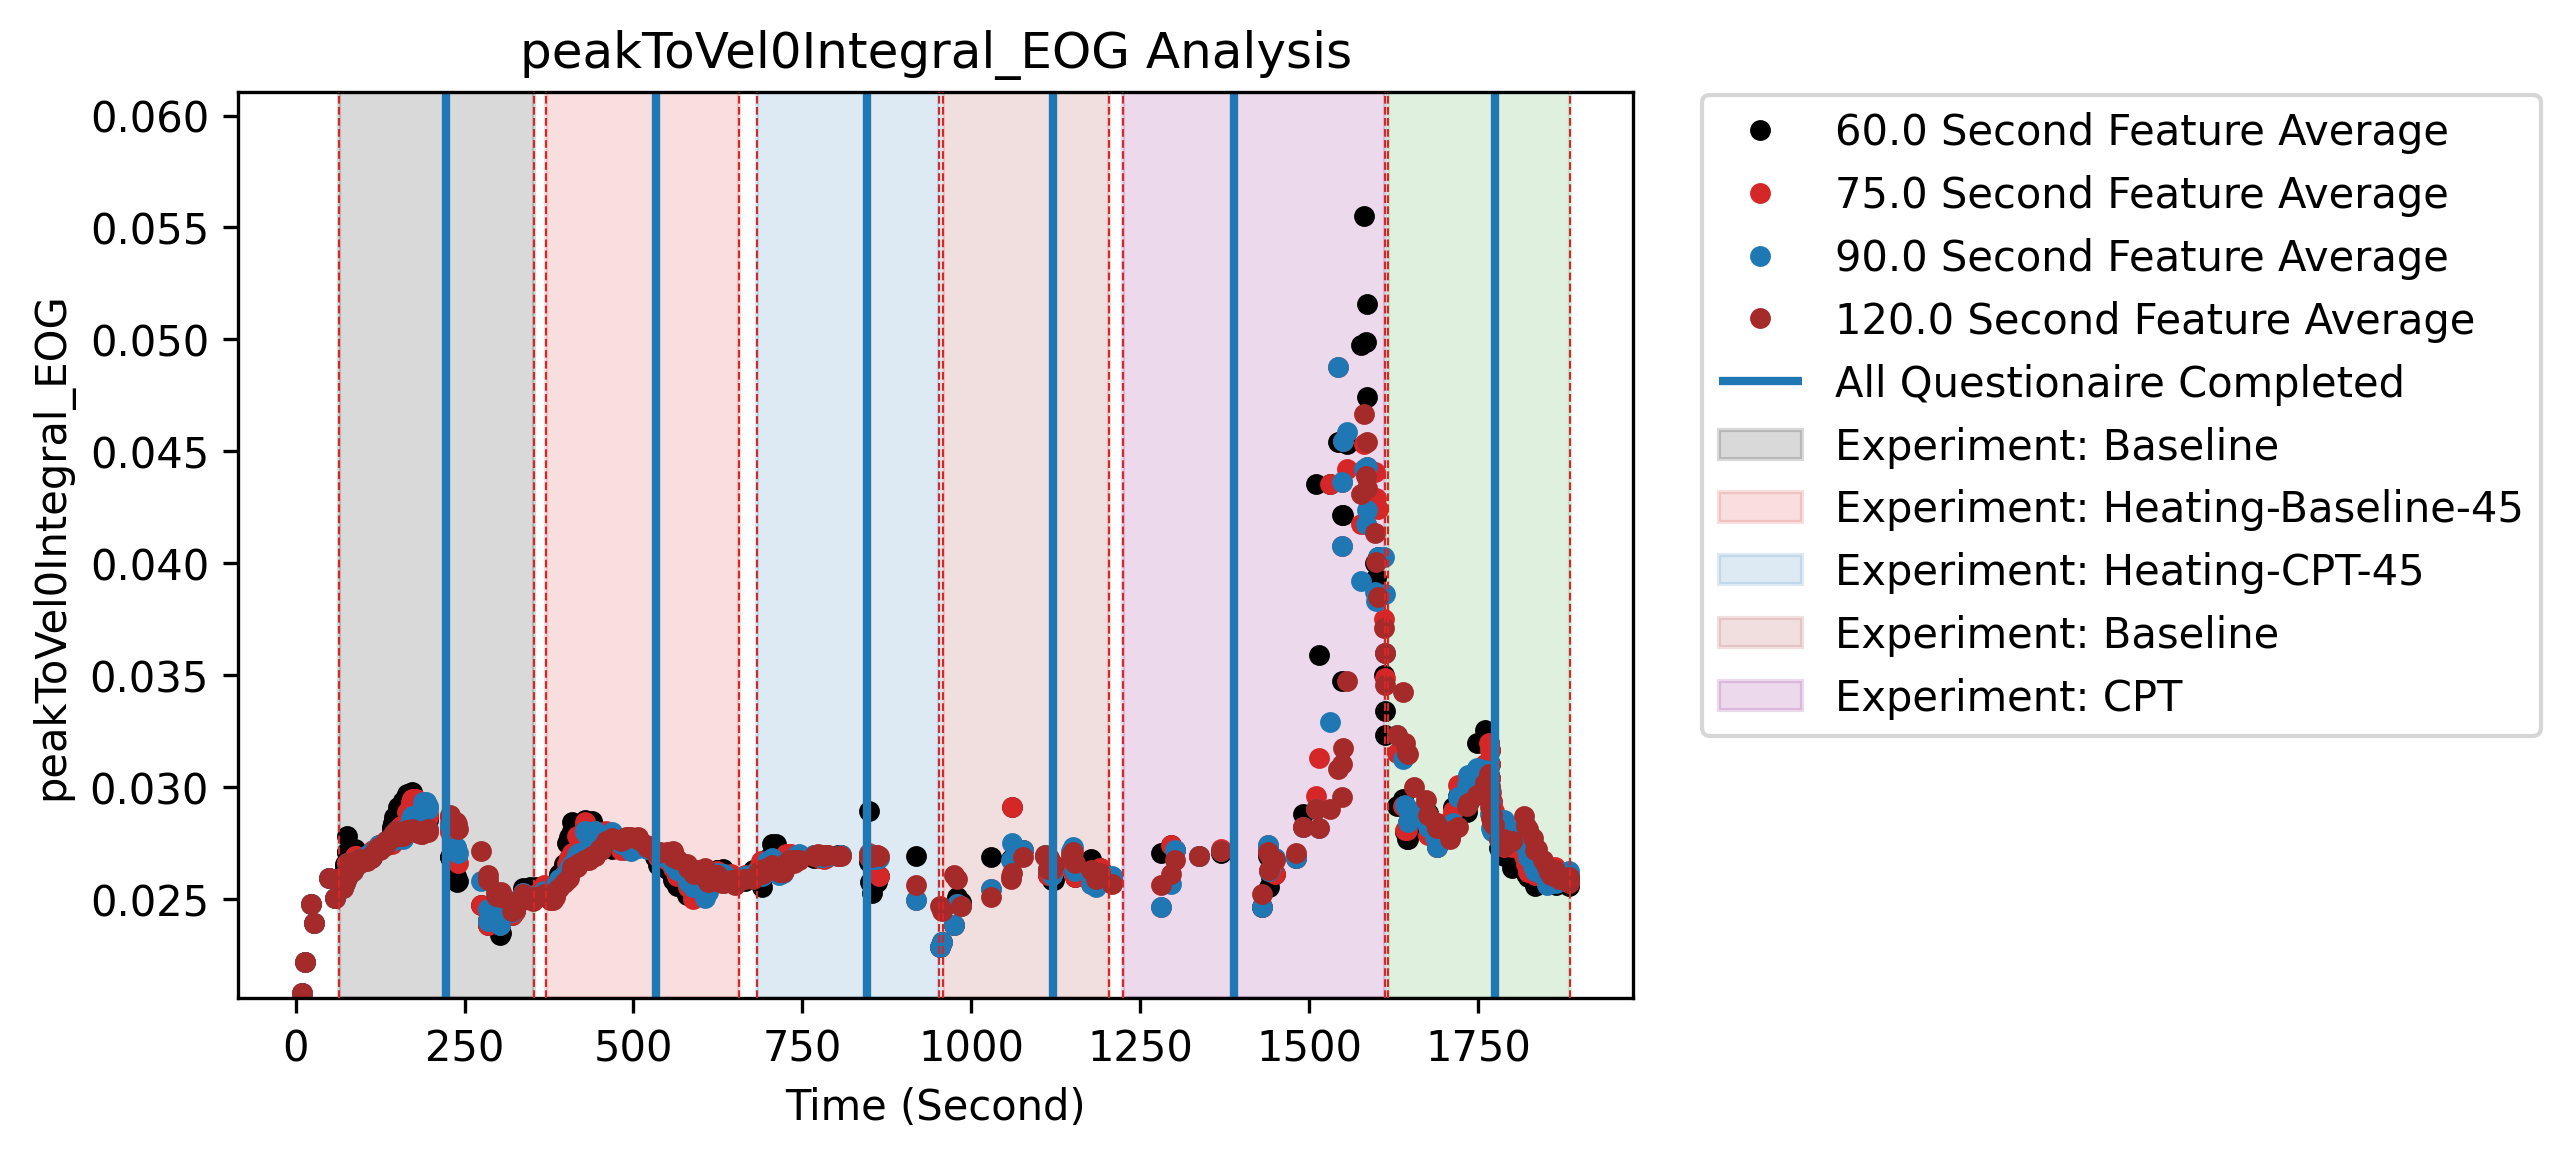 peakToVel0Integral_EOG Analysis
peakToVel0Integral_EOG
0.060
0.055
0.050
0.045
0.040
0.035
0.030
0.025
0
250
500
750
1000
1250
1500
1750
Time (Second)
60.0 Second Feature Average
75.0 Second Feature Average
90.0 Second Feature Average
120.0 Second Feature Average
All Questionaire Completed
Experiment: Baseline
Experiment: Heating-Baseline-45
Experiment: Heating-CPT-45
Experiment: Baseline
Experiment: CPT